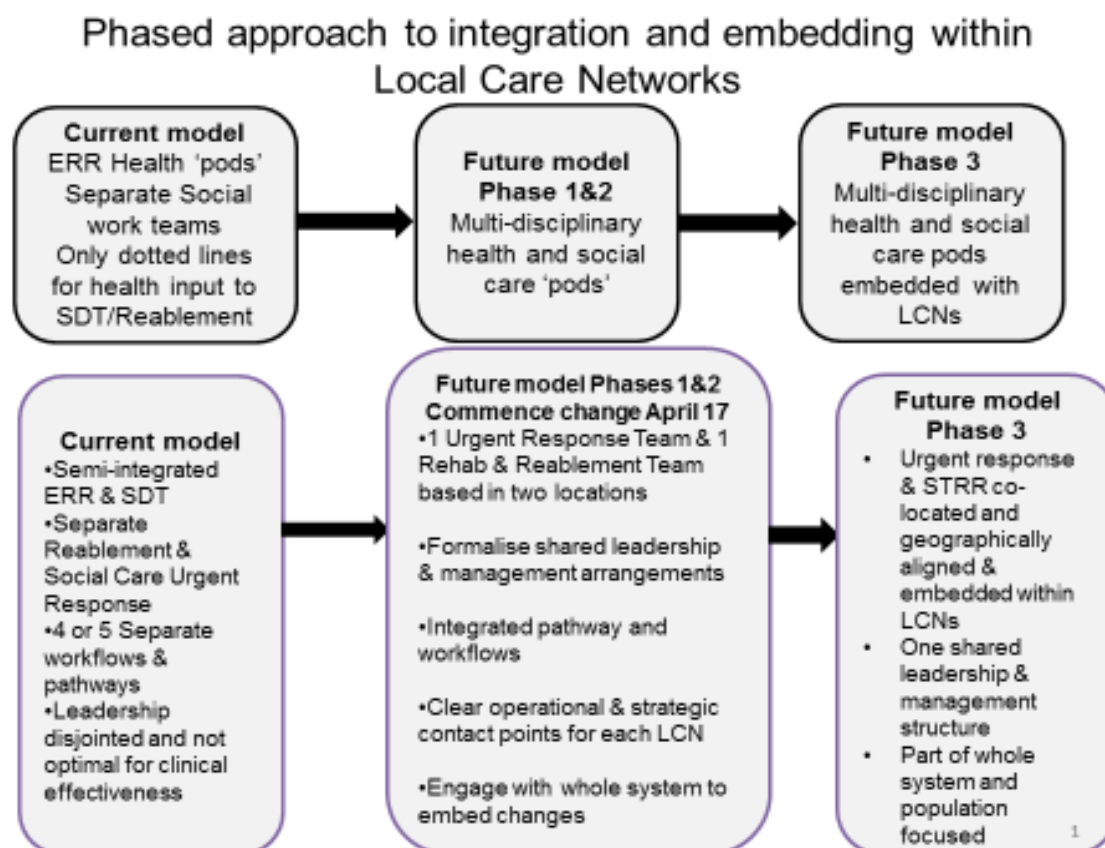 Phased approach to integration and embedding within
Local Care Networks
Current model
ERR Health ‘pods’
Separate Social
work teams
Only dotted lines
for health input to
SDT/Reablement
Future model
Phase 1&2
Multi-disciplinary
health and social
care ‘pods’
Future model
Phase 3
Multi-disciplinary
health and social
care pods
embedded with
LCNs
Current model
•Semi-integrated
ERR & SDT
•Separate
Reablement &
Social Care Urgent
Response
•4 or 5 Separate
workflows &
pathways
•Leadership
disjointed and not
optimal for clinical
effectiveness
Future model Phases 1&2
Commence change April 17
•1 Urgent Response Team & 1
Rehab & Reablement Team
based in two locations
•Formalise shared leadership
& management arrangements
•Integrated pathway and
workflows
•Clear operational & strategic
contact points for each LCN
•Engage with whole system to
embed changes
Future model
Phase 3
• Urgent response
& STRR co-
located and
geographically
aligned &
embedded within
LCNs
• One shared
leadership &
management
structure
• Part of whole
system and
population
focused
1